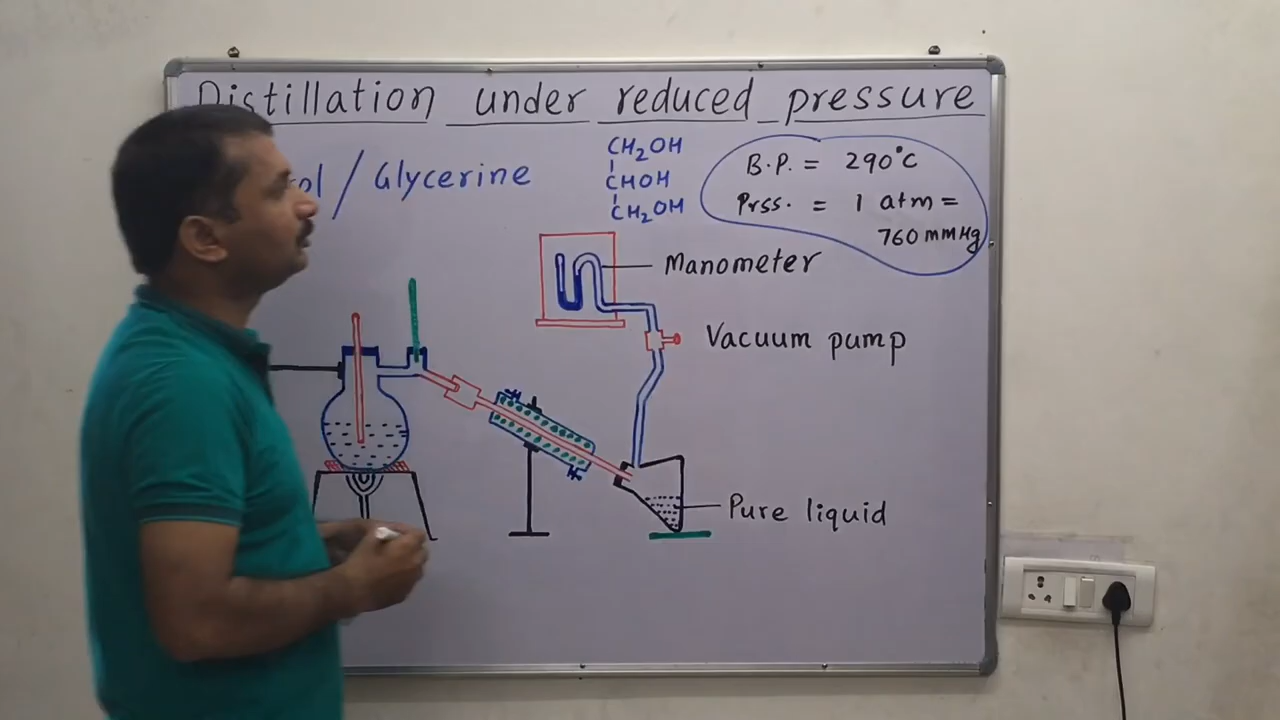 Distillation under reduced pressure
/ Glycerine
CH₂OH
CHOH
CH₂OH
B.P. = 290°C
Prss. = 1 atm =
760 mmHg
Manometer
Vacuum pump
Pure liquid